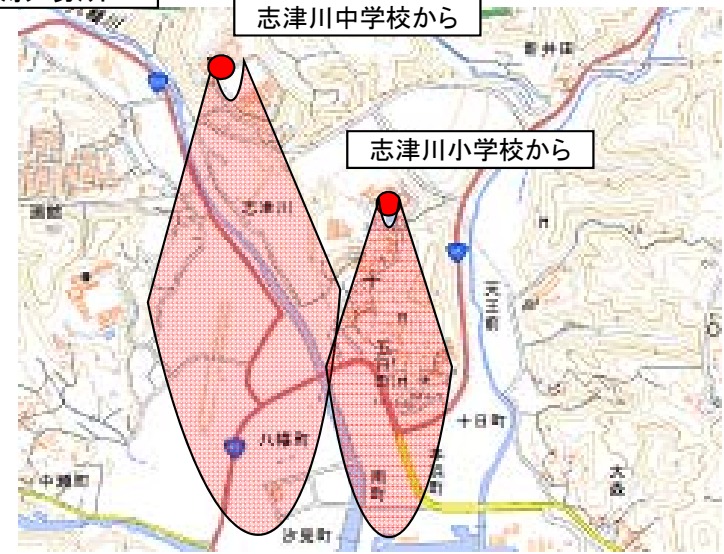 志津川中学校から
新井田
志津川小学校から
志津川
天王町
五日町
十日町
八幡町
本浜町
南町
中瀬町
汐見町
大森